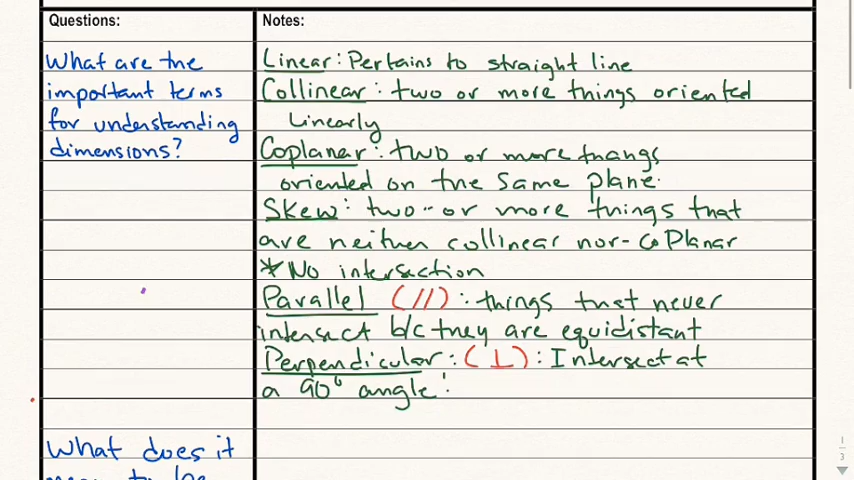 Questions:
Notes:
What are the
important terms
for understanding
dimensions?
Linear: Pertains to straight line
Collinear: two or more things oriented
Linearly
Coplanar: two or more things
oriented on the same plane.
Skew: two or more things that
are neither collinear nor-coplanar
*No intersection
Parallel (//): things that never
intersect b/c they are equidistant
Perpendicular: (⊥): Intersect at
a 90° angle.
What does it
1
3